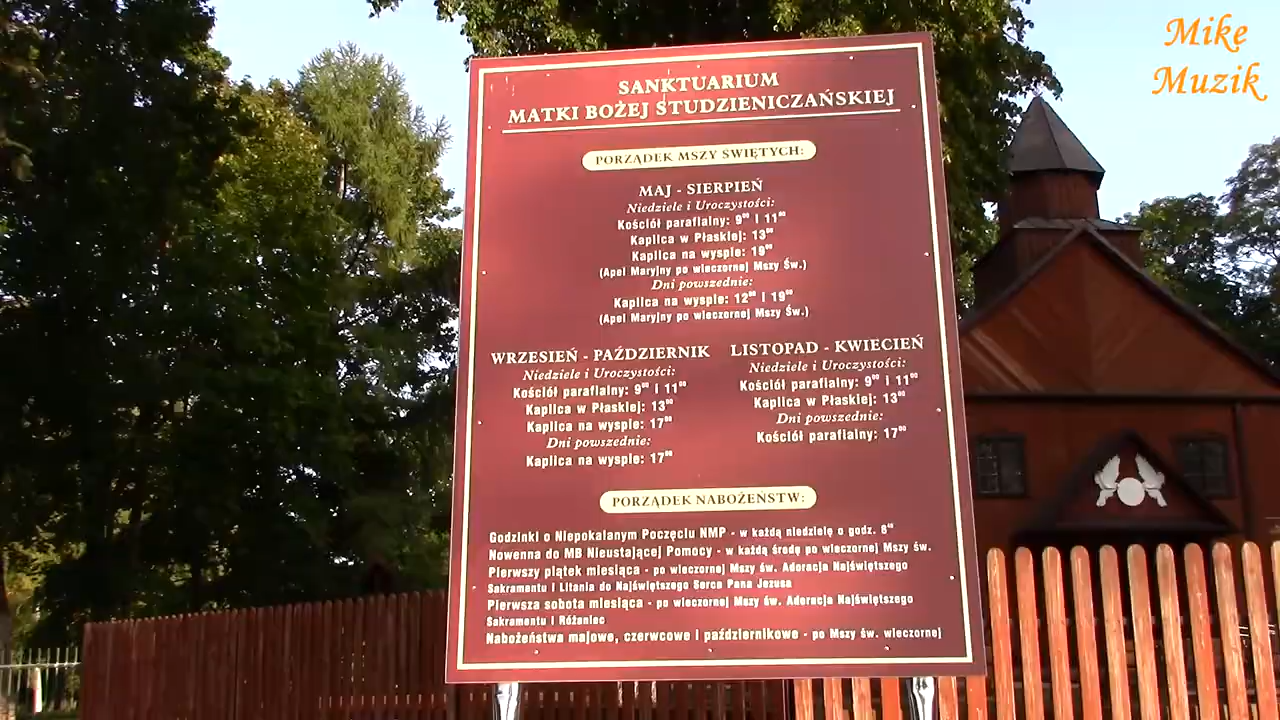 Mike
Muzik
SANKTUARIUM
MATKI BOŻEJ STUDZIENICZAŃSKIEJ
PORZĄDEK MSZY ŚWIĘTYCH:
MAJ - SIERPIEŃ
Niedziele i Uroczystości:
Kościół parafialny: 9⁰⁰ i 11⁰⁰
Kaplica w Płaskiej: 13⁰⁰
Kaplica na wyspie: 19⁰⁰
(Apel Maryjny po wieczornej Mszy Św.)
Dni powszednie:
Kaplica na wyspie: 12⁰⁰ i 19⁰⁰
(Apel Maryjny po wieczornej Mszy Św.)
WRZESIEŃ - PAŹDZIERNIK
Niedziele i Uroczystości:
Kościół parafialny: 9⁰⁰ i 11⁰⁰
Kaplica w Płaskiej: 13⁰⁰
Kaplica na wyspie: 17⁰⁰
Dni powszednie:
Kaplica na wyspie: 17⁰⁰
LISTOPAD - KWIECIEŃ
Niedziele i Uroczystości:
Kościół parafialny: 9⁰⁰ i 11⁰⁰
Kaplica w Płaskiej: 13⁰⁰
Dni powszednie:
Kościół parafialny: 17⁰⁰
PORZĄDEK NABOŻEŃSTW:
Godzinki o Niepokalanym Poczęciu NMP - w każdą niedzielę o godz.
Nowenna do MB Nieustającej Pomocy - w każdą środę po wieczornej Mszy św.
Pierwszy piątek miesiąca - po wieczornej Mszy św. Adoracja Najświętszego
Sakramentu i Litania do Najświętszego Serca Pana Jezusa
Pierwsza sobota miesiąca - po wieczornej Mszy św. Adoracja Najświętszego
Sakramentu i Różaniec
Nabożeństwa majowe, czerwcowe i październikowe - po Mszy św. wieczornej